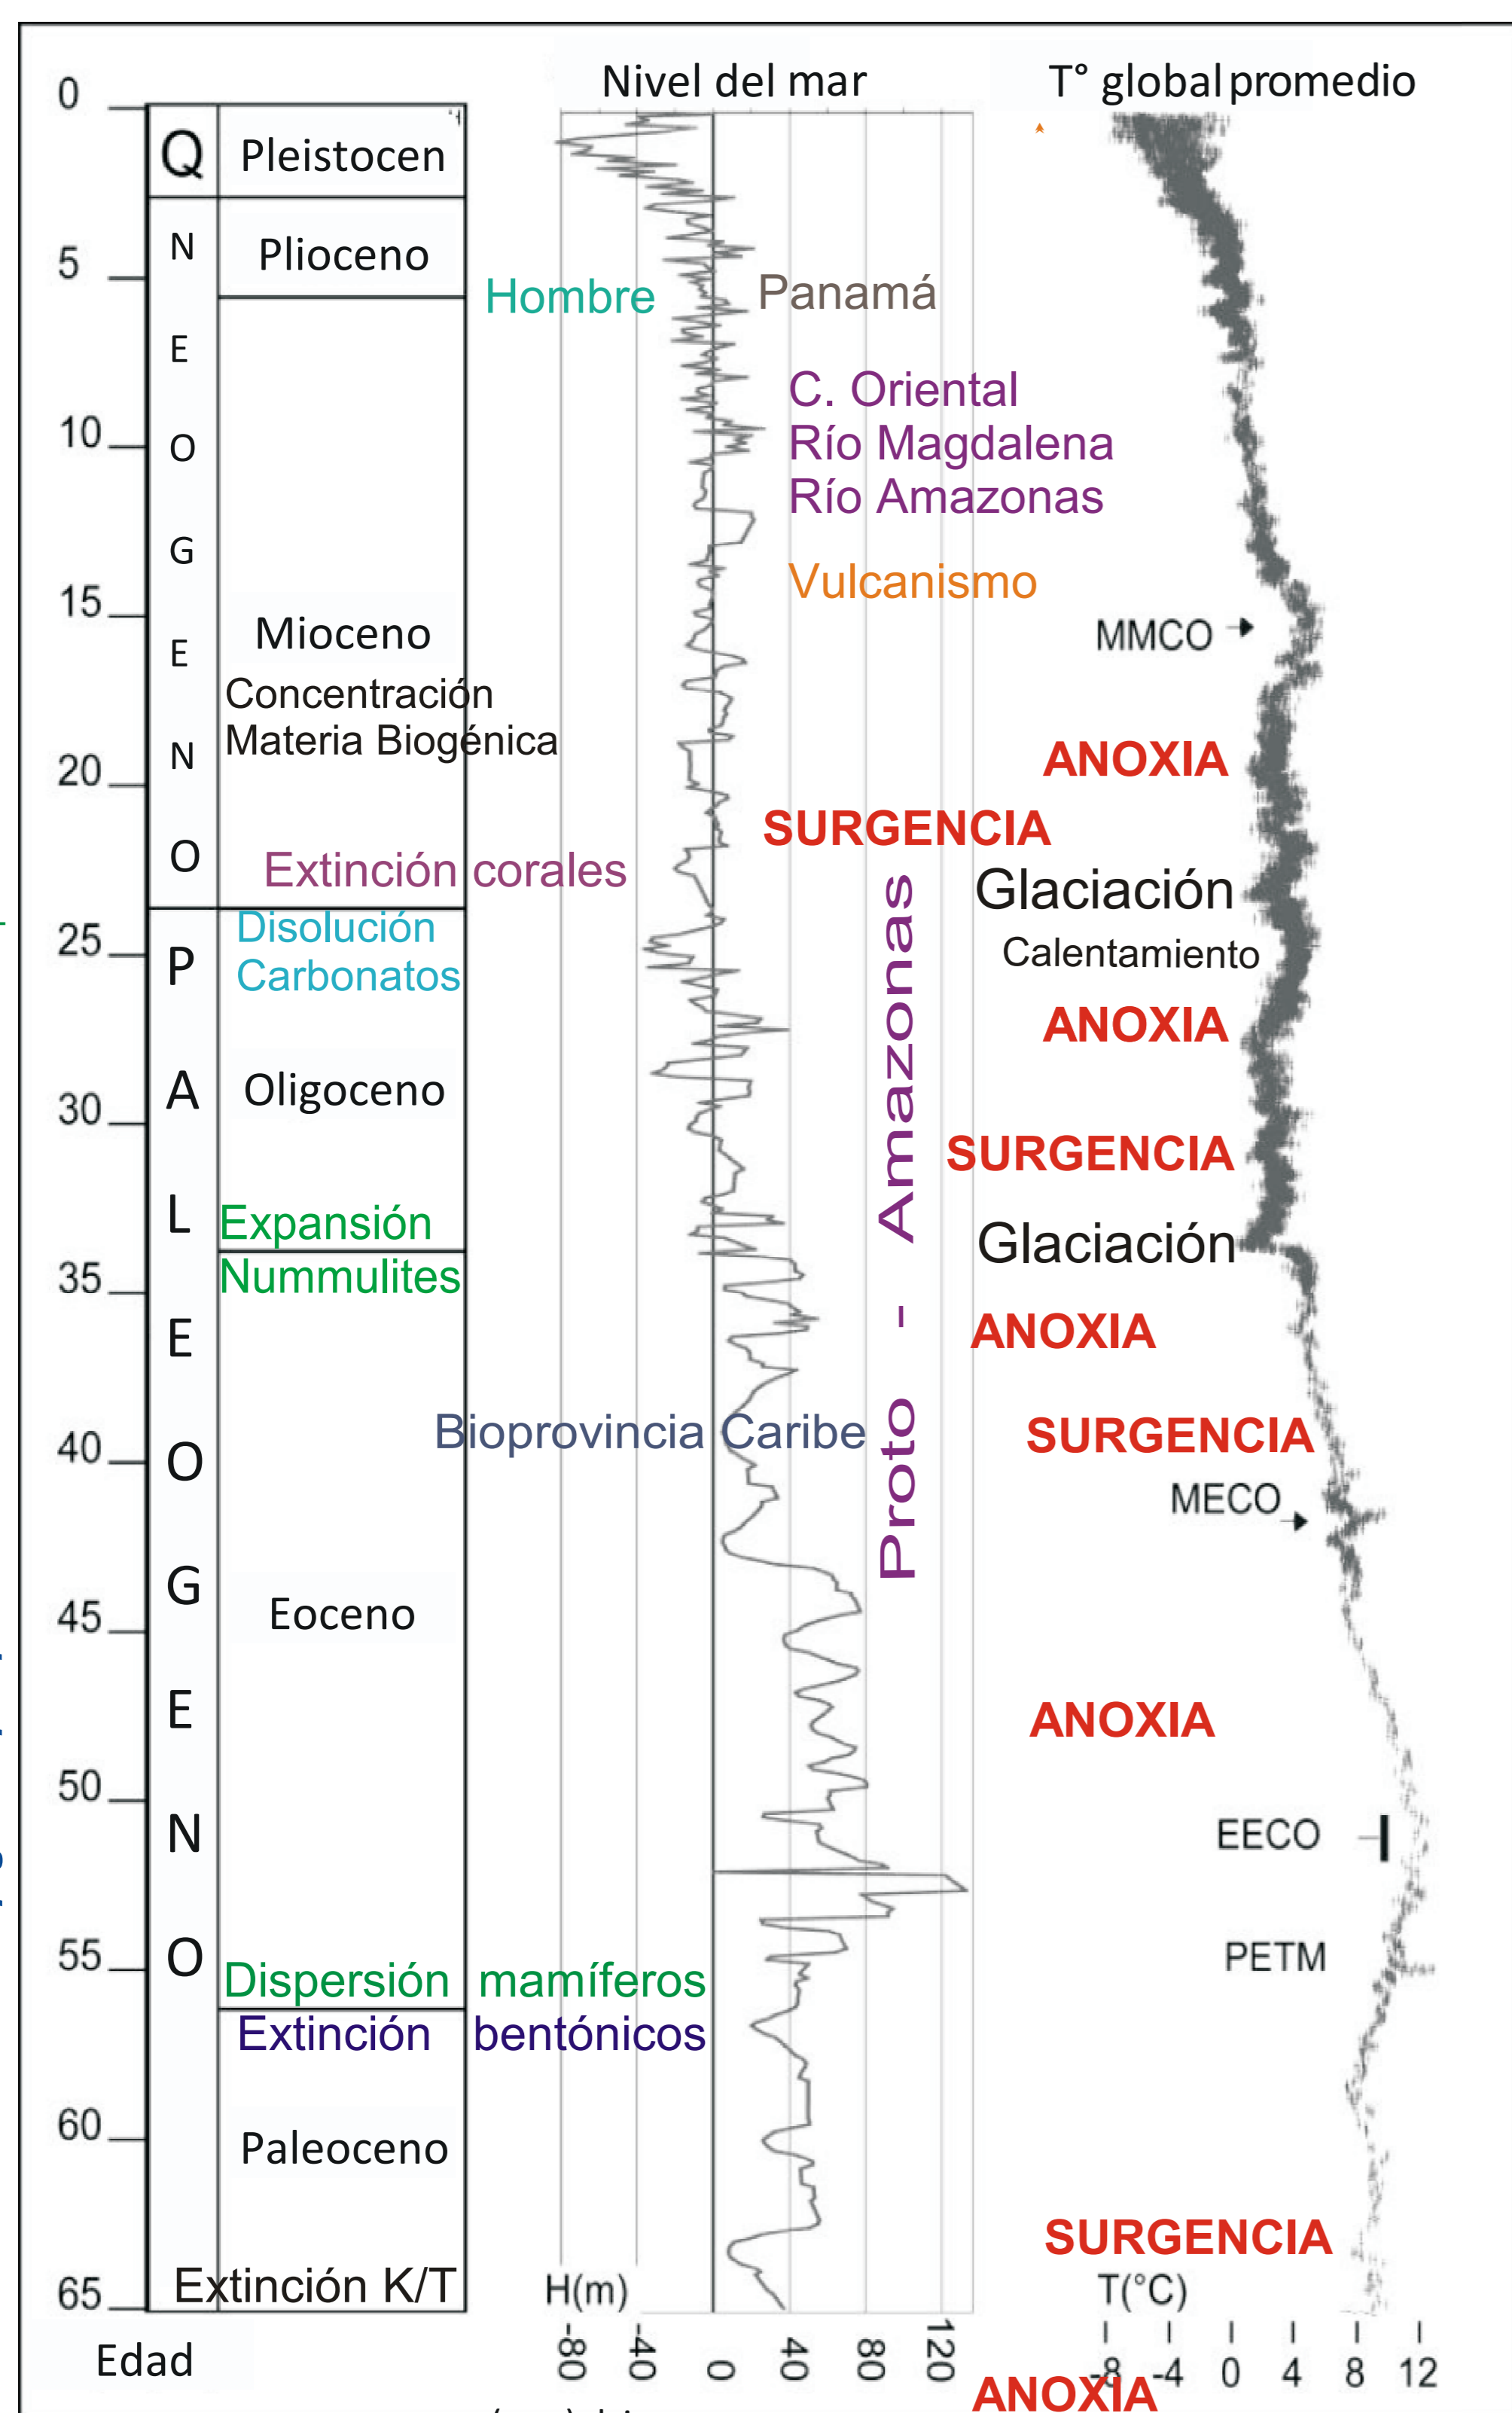 Nivel del mar
T° global promedio
0
Q
Pleistocen
N
Plioceno
5
Hombre
Panamá
E
C. Oriental
10
O
Río Magdalena
Río Amazonas
G
Vulcanismo
15
Mioceno
MMCO
E
Concentración
Materia Biogénica
N
ANOXIA
20
SURGENCIA
O
Extinción corales
Glaciación
Disolución
25
P
Carbonatos
Calentamiento
ANOXIA
A
Oligoceno
30
Proto - Amazonas
SURGENCIA
L
Expansión
Glaciación
Nummulites
35
E
ANOXIA
Bioprovincia Caribe
SURGENCIA
40
O
MECO
G
Eoceno
45
E
ANOXIA
50
N
EECO
55
O
PETM
Dispersión mamíferos
Extinción bentónicos
60
Paleoceno
SURGENCIA
65
Extinción K/T
H(m)
T(°C)
Edad
-80 -40 0 40 80 120
-8 -4 0 4 8 12
ANOXIA